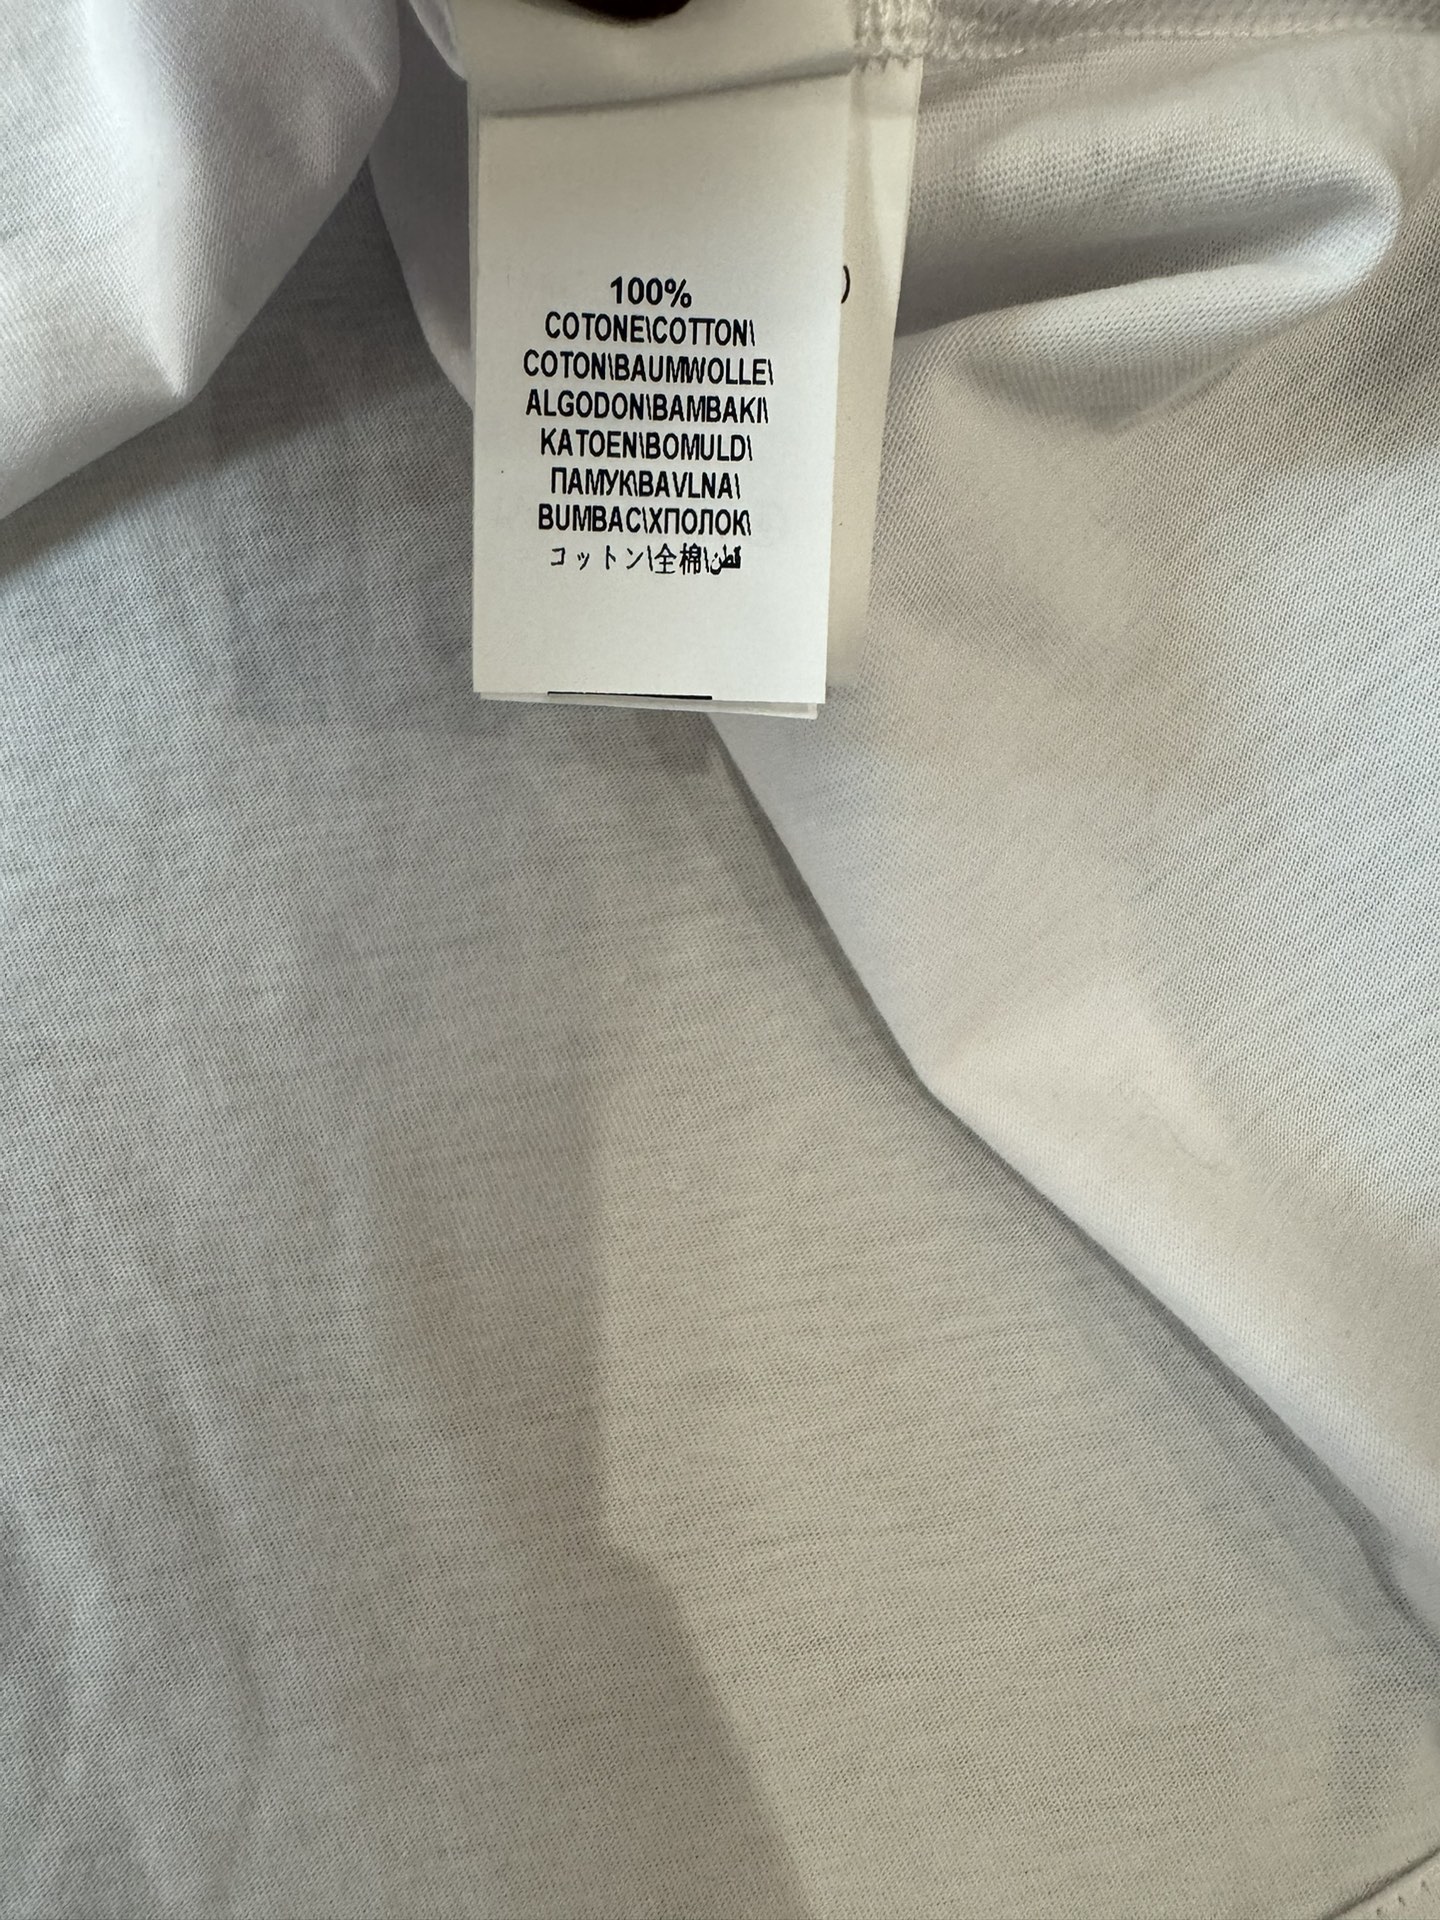 100%
COTONE\COTTON\
COTON\BAUMWOLLE\
ALGODON\BAMBAKI\
KATOEN\BOMULD\
ПАМУК\BAVLNA\
BUMBAC\ХПОЛОК\
コットン\全棉\قطن